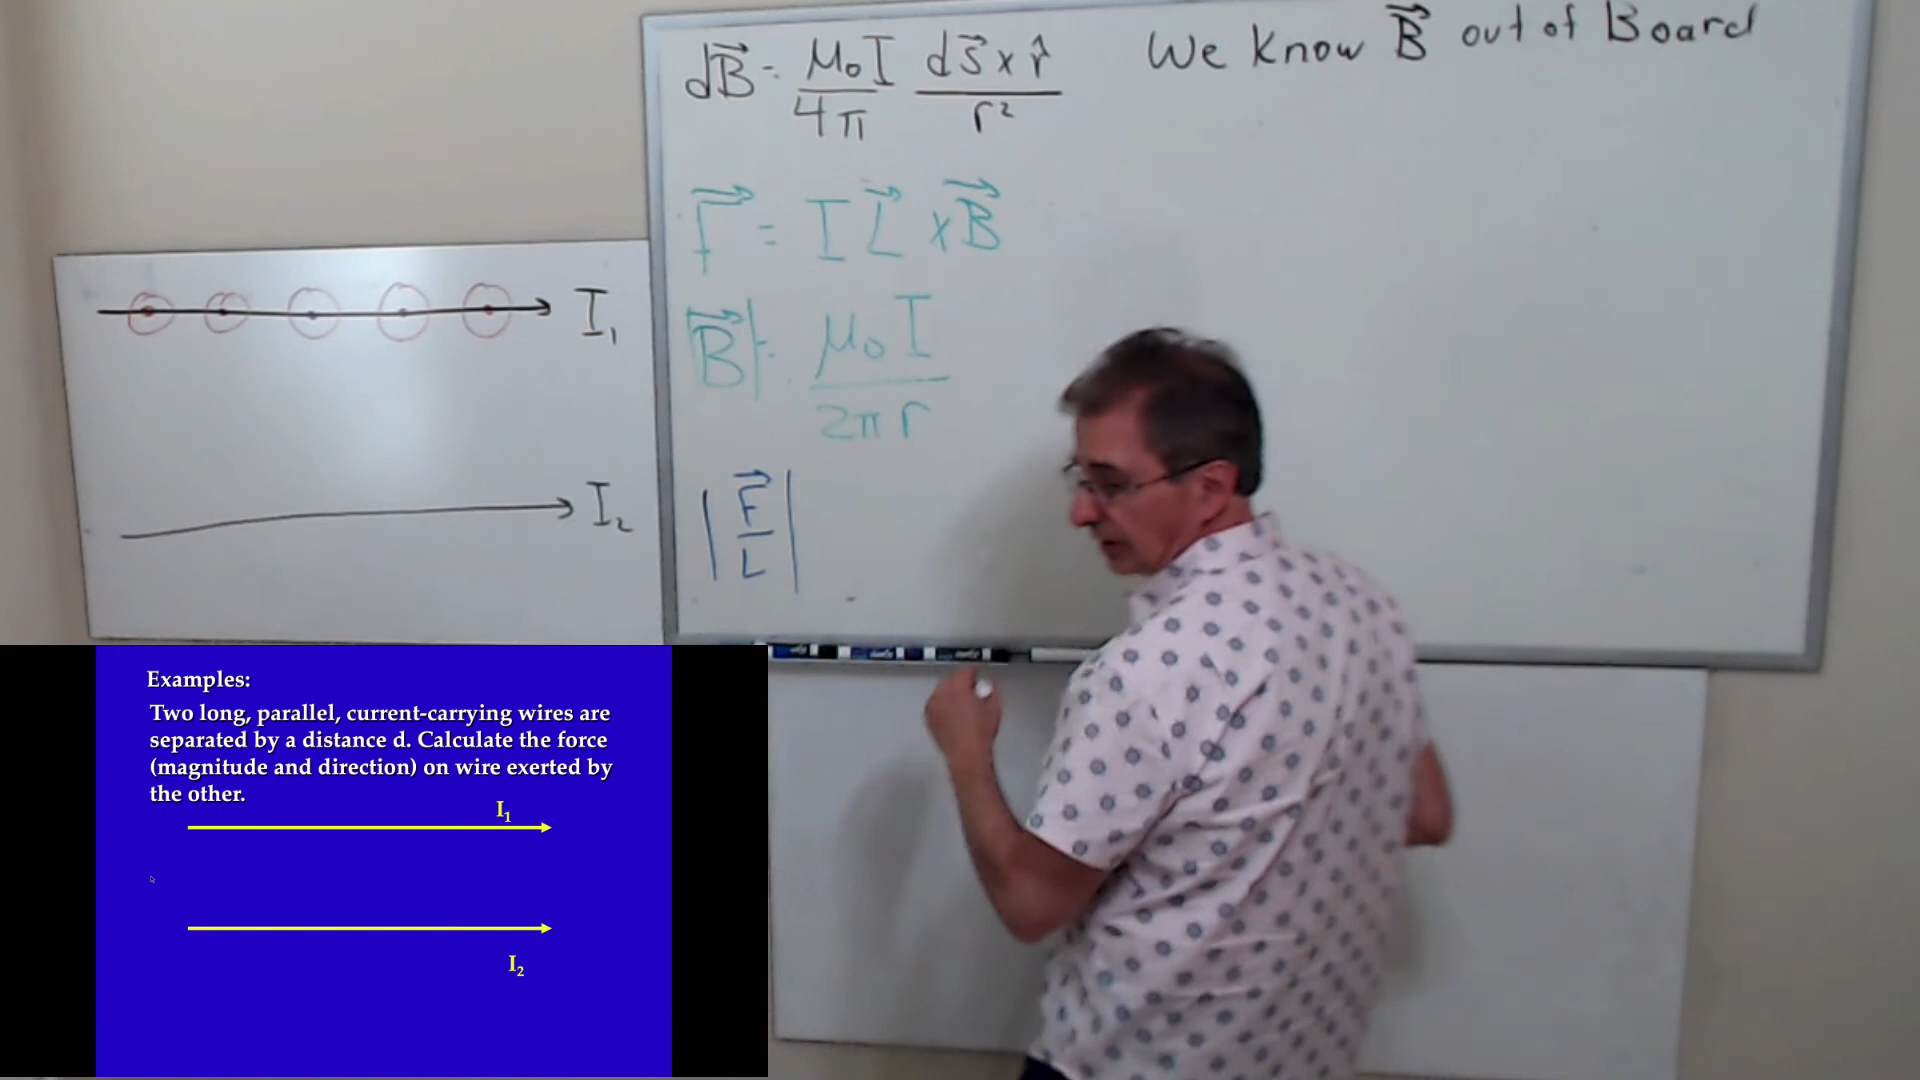 dB⃗ = μ₀I / 4π ds⃗ x r̂ / r²
We Know B⃗ out of Board
F⃗ = I L⃗ x B⃗
|B⃗| = μ₀I / 2πr
|F⃗ / L|
I₁
I₂
Examples:
Two long, parallel, current-carrying wires are
separated by a distance d. Calculate the force
(magnitude and direction) on wire exerted by
the other.
I₁
I₂